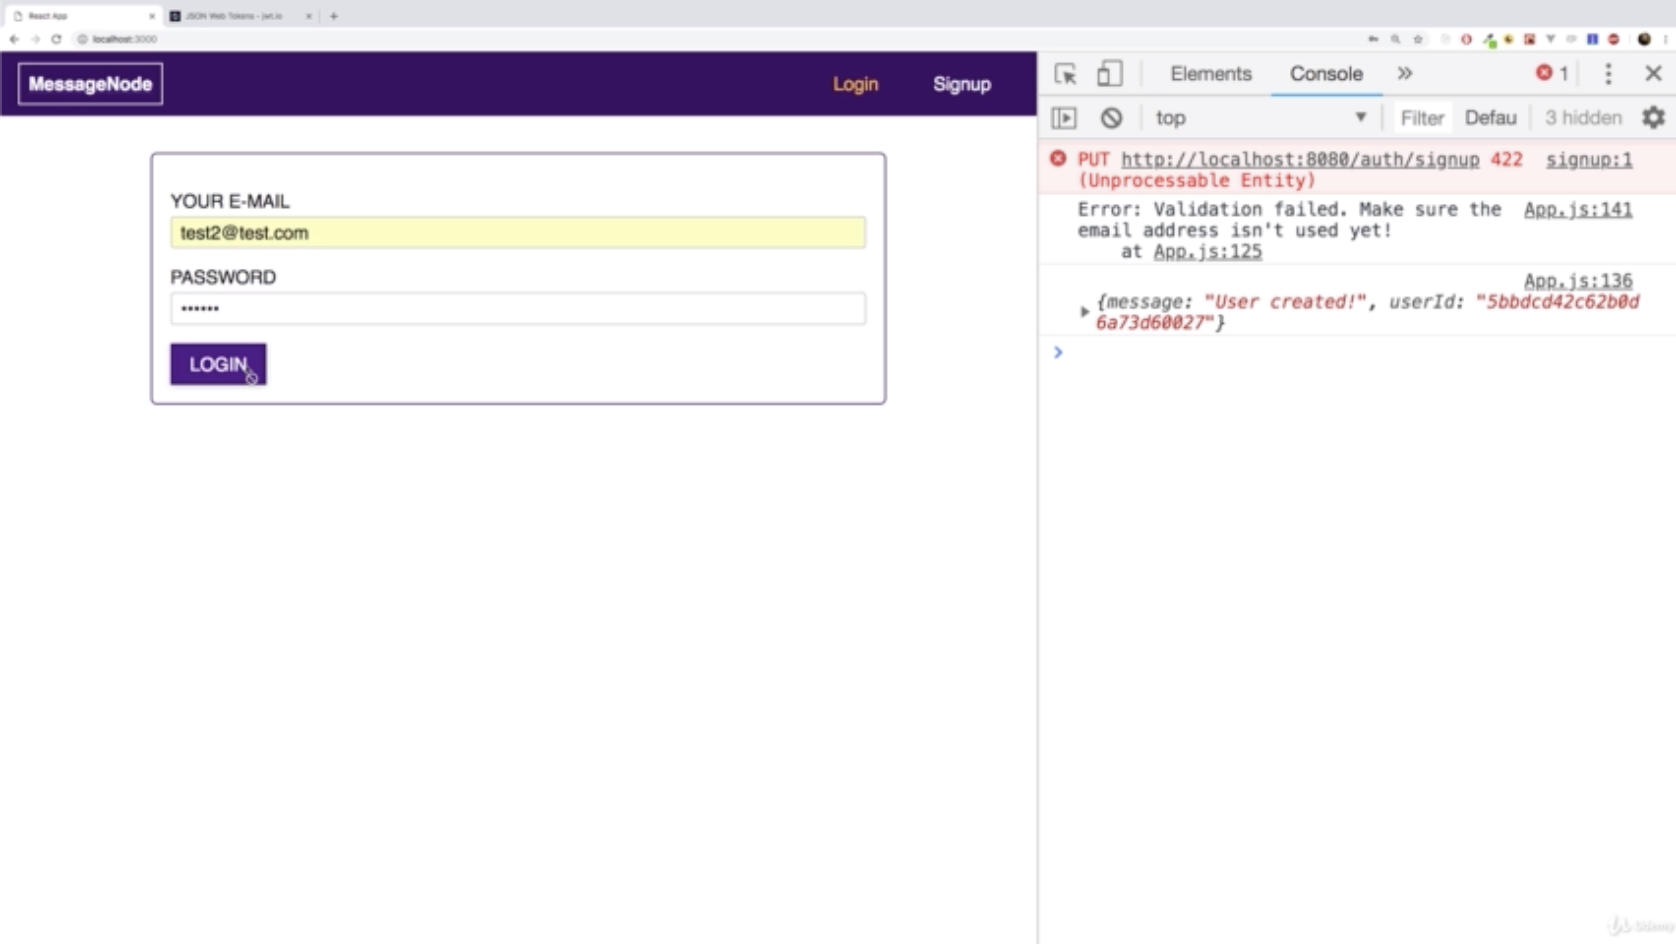 React App
JSON Web Tokens - jwt.io
localhost:3000
MessageNode
Login
Signup
YOUR E-MAIL
test2@test.com
PASSWORD
••••••
LOGIN
Elements
Console
1
top
Filter
Defau
3 hidden
PUT http://localhost:8080/auth/signup 422 signup:1
(Unprocessable Entity)
Error: Validation failed. Make sure the App.js:141
email address isn't used yet!
at App.js:125
App.js:136
{message: "User created!", userId: "5bbdcd42c62b0d
6a73d60027"}
Udemy